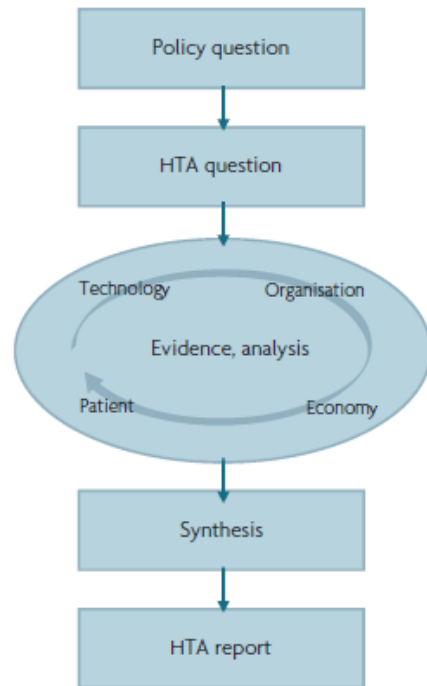 Policy question
HTA question
Technology
Organisation
Evidence, analysis
Patient
Economy
Synthesis
HTA report